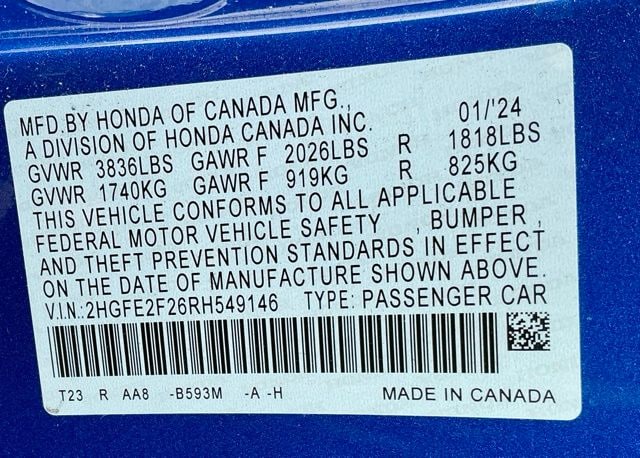 MFD.BY HONDA OF CANADA MFG., 01/'24
A DIVISION OF HONDA CANADA INC.
GVWR 3836LBS GAWR F 2026LBS R 1818LBS
GVWR 1740KG GAWR F 919KG R 825KG
THIS VEHICLE CONFORMS TO ALL APPLICABLE
FEDERAL MOTOR VEHICLE SAFETY , BUMPER ,
AND THEFT PREVENTION STANDARDS IN EFFECT
ON THE DATE OF MANUFACTURE SHOWN ABOVE.
V.I.N.:2HGFE2F26RH549146 TYPE: PASSENGER CAR
T23 R AA8 -B593M -A -H MADE IN CANADA